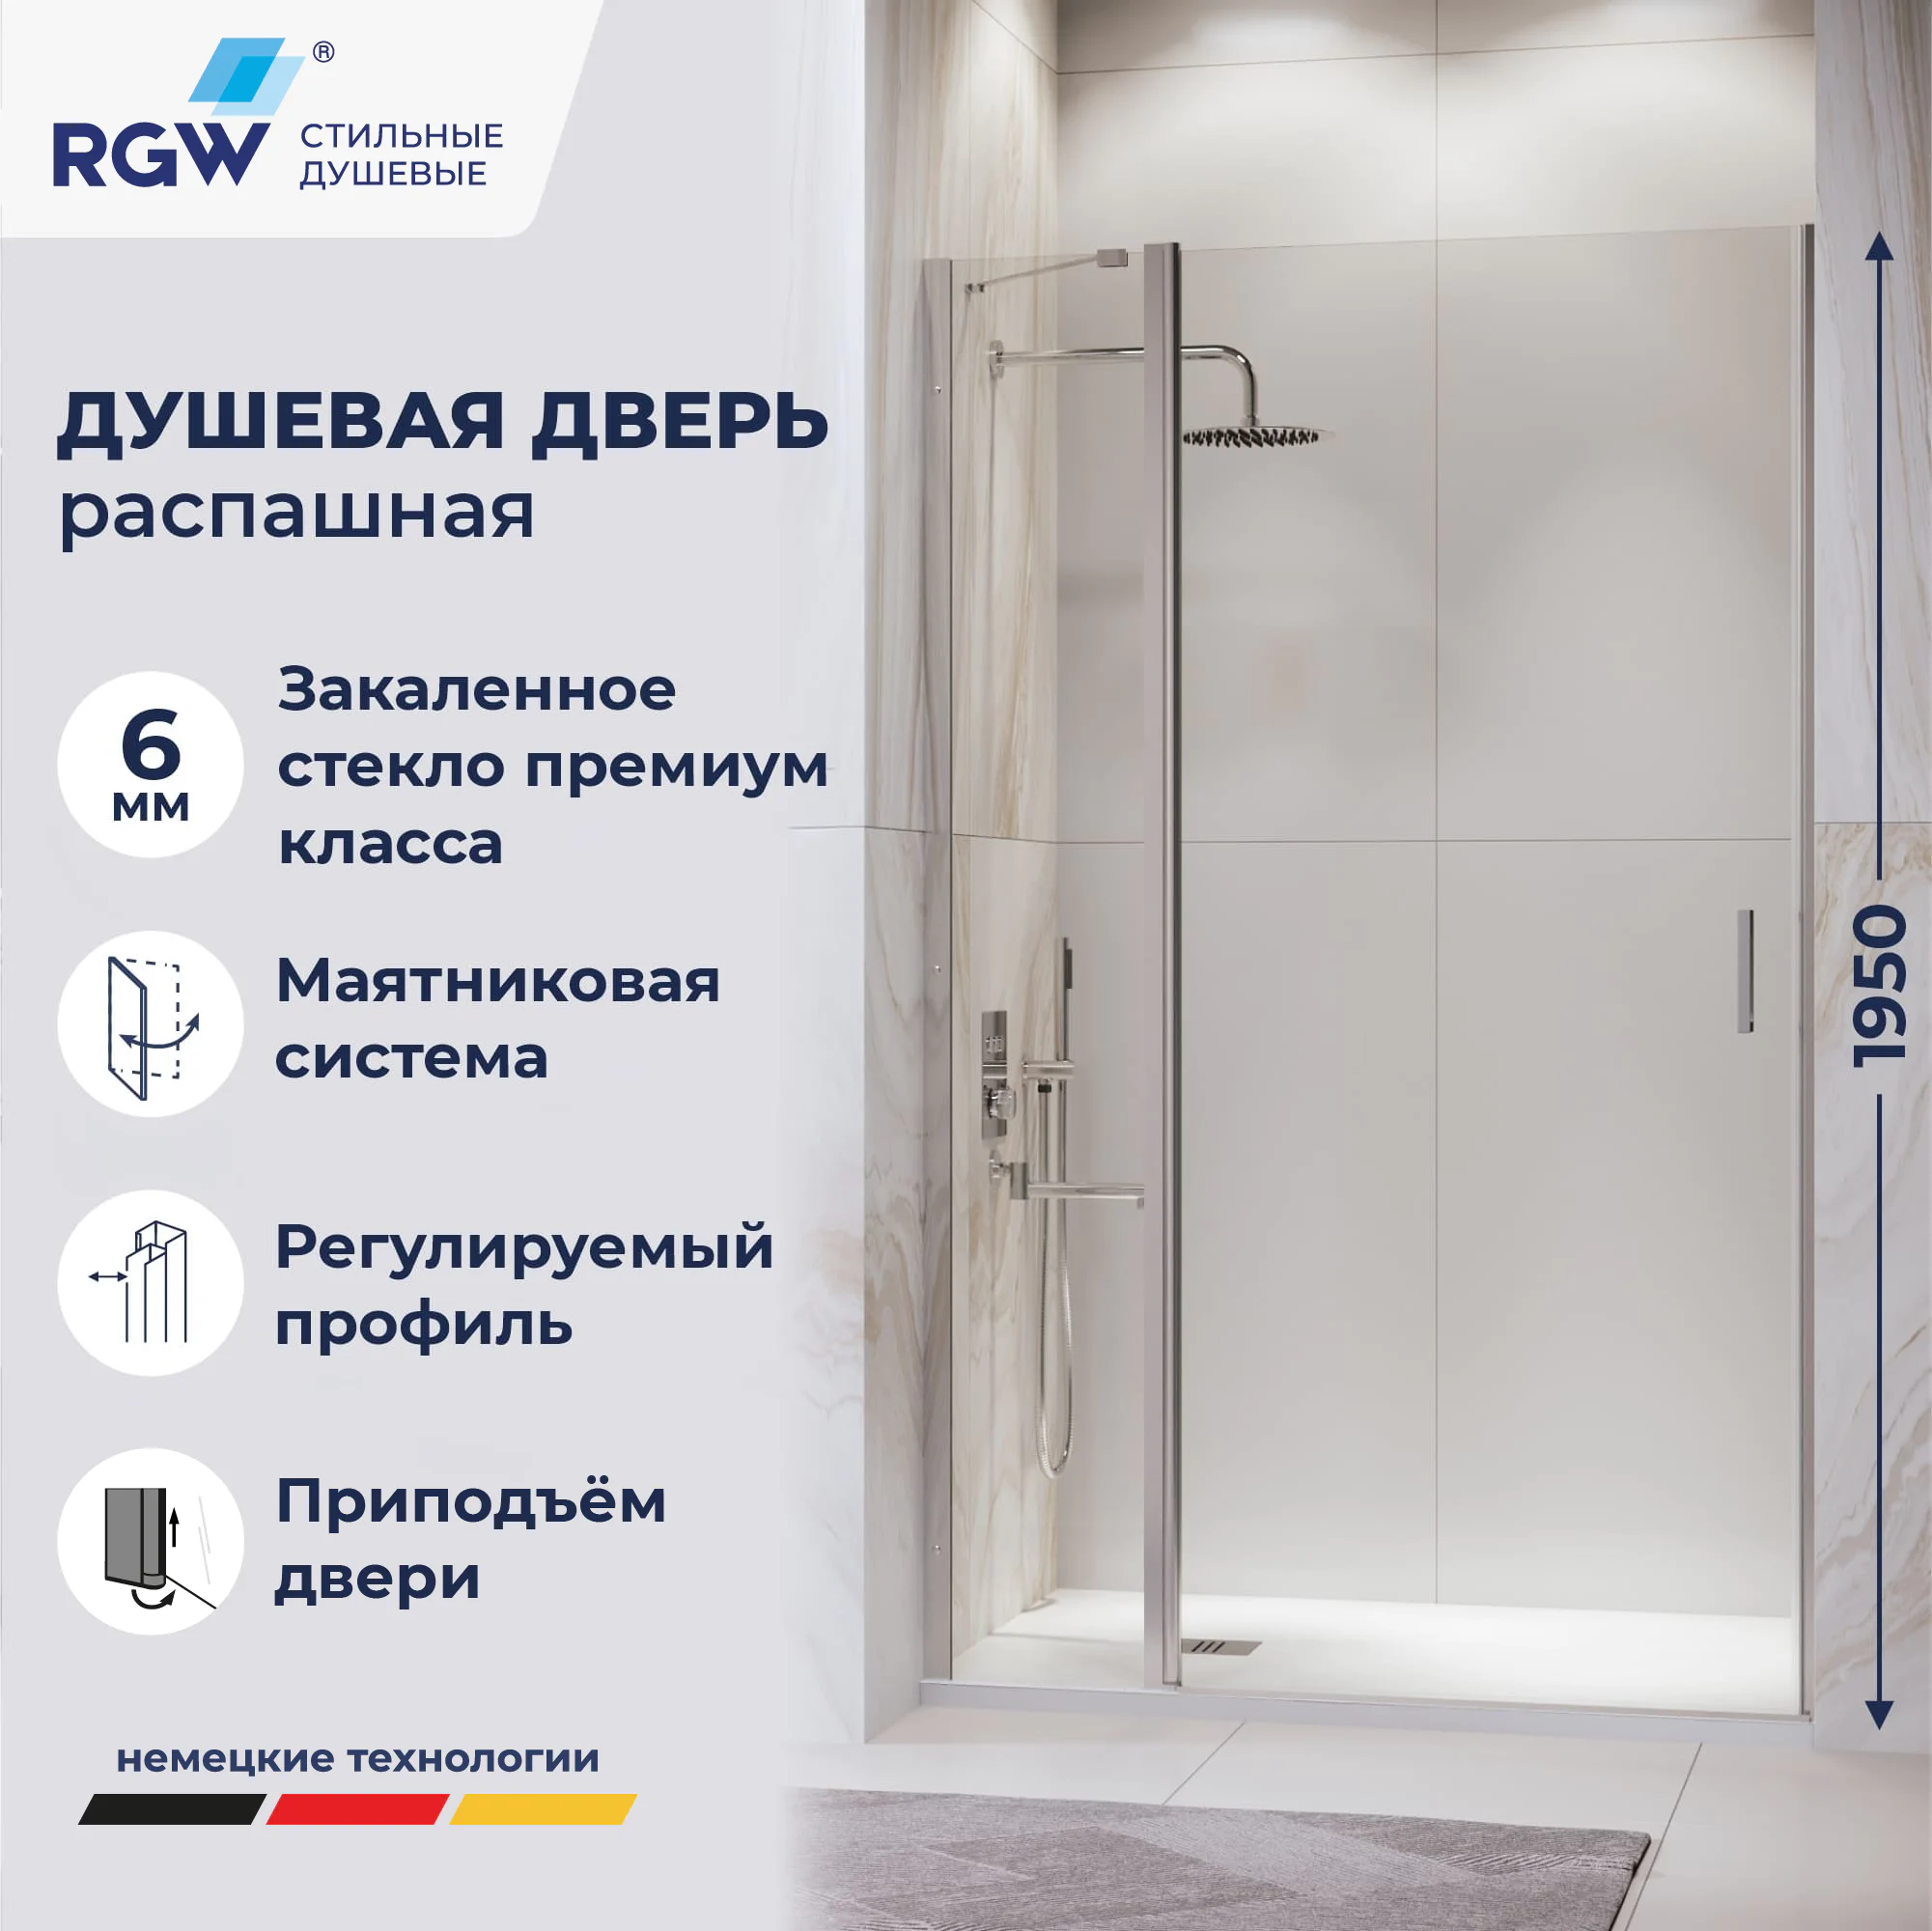 RGW®
СТИЛЬНЫЕ
ДУШЕВЫЕ
ДУШЕВАЯ ДВЕРЬ
распашная
6
мм
Закаленное
стекло премиум
класса
Маятниковая
система
Регулируемый
профиль
Приподъём
двери
немецкие технологии
1950